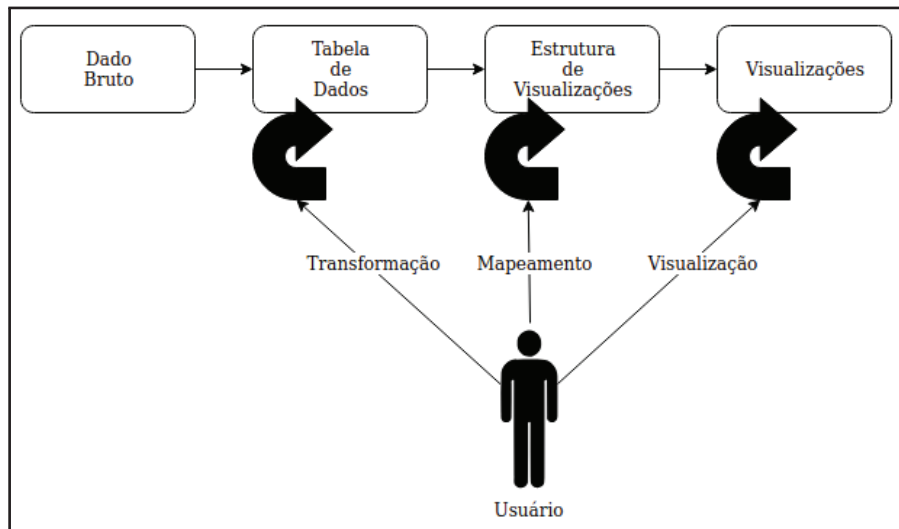 Dado
Bruto
Tabela
de
Dados
Estrutura
de
Visualizações
Visualizações
Transformação
Mapeamento
Visualização
Usuário